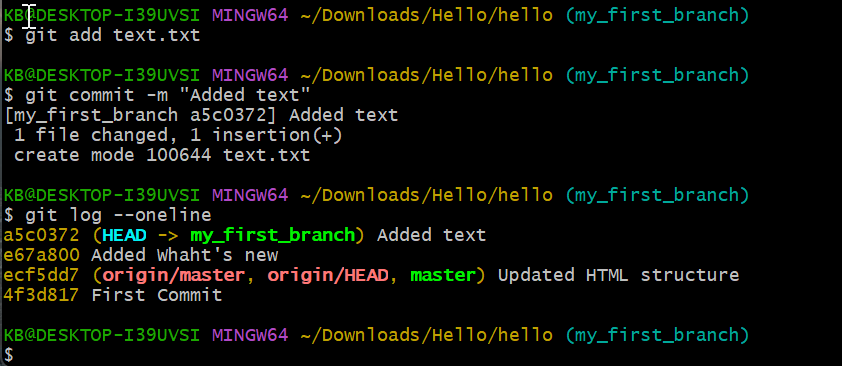 KB@DESKTOP-I39UVSI MINGW64 ~/Downloads/Hello/hello (my_first_branch)
$ git add text.txt
KB@DESKTOP-I39UVSI MINGW64 ~/Downloads/Hello/hello (my_first_branch)
$ git commit -m "Added text"
[my_first_branch a5c0372] Added text
 1 file changed, 1 insertion(+)
 create mode 100644 text.txt
KB@DESKTOP-I39UVSI MINGW64 ~/Downloads/Hello/hello (my_first_branch)
$ git log --oneline
a5c0372 (HEAD -> my_first_branch) Added text
e67a800 Added Whaht's new
ecf5dd7 (origin/master, origin/HEAD, master) Updated HTML structure
4f3d817 First Commit
KB@DESKTOP-I39UVSI MINGW64 ~/Downloads/Hello/hello (my_first_branch)
$